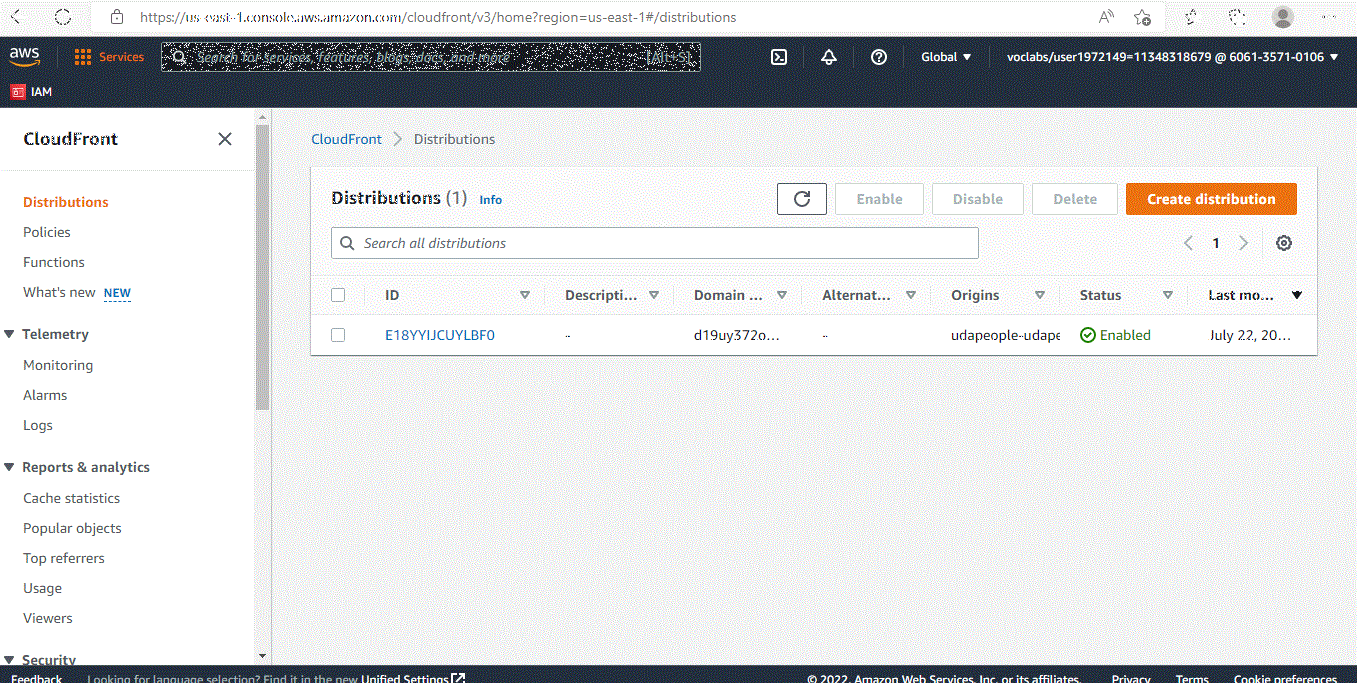 https://us-east-1.console.aws.amazon.com/cloudfront/v3/home?region=us-east-1#/distributions
aws Services Search for services, features, blogs, docs, and more [Alt+S] Global voclabs/user1972149=11348318679 @ 6061-3571-0106
IAM
CloudFront
Distributions
Policies
Functions
What's new NEW
Telemetry
Monitoring
Alarms
Logs
Reports & analytics
Cache statistics
Popular objects
Top referrers
Usage
Viewers
Security
CloudFront Distributions
Distributions (1) Info Enable Disable Delete Create distribution
Search all distributions 1
ID Descripti... Domain ... Alternat... Origins Status Last mo...
E18YYIJCUYLBF0 - d19uy372o... - udapeople-udape Enabled July 22, 20...
Feedback Looking for language selection? Find it in the new Unified Settings © 2022, Amazon Web Services, Inc. or its affiliates. Privacy Terms Cookie preferences